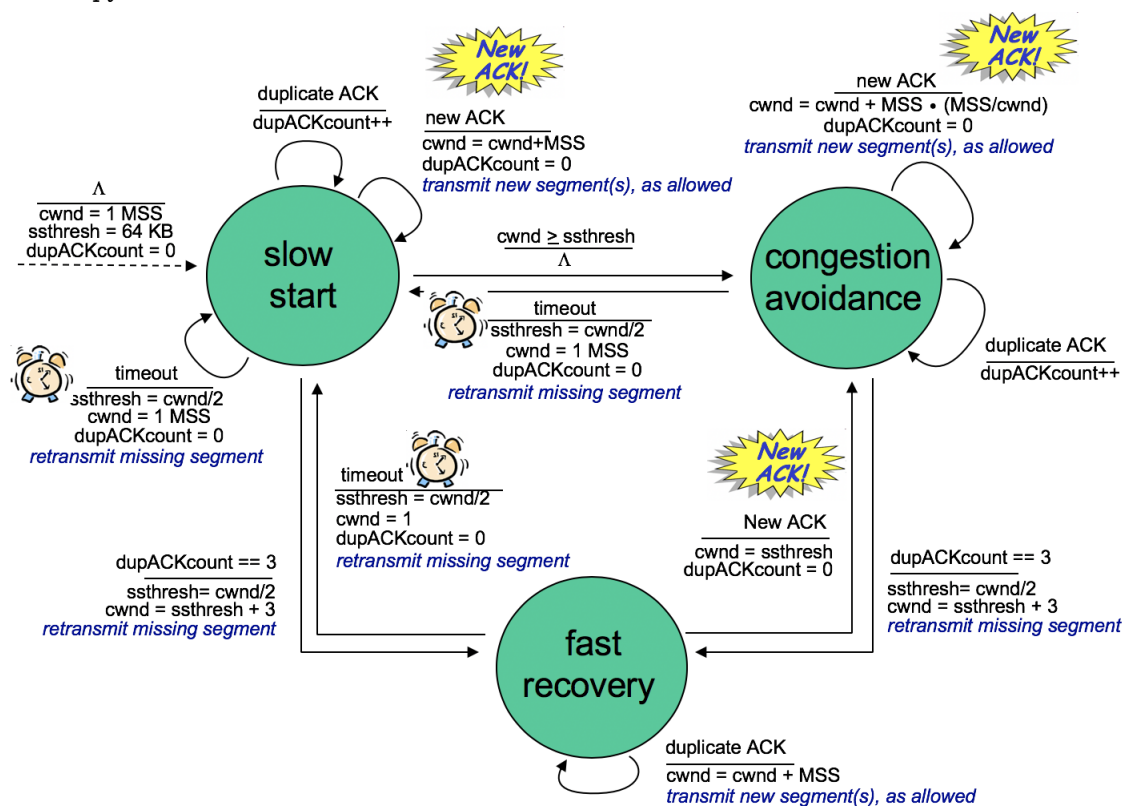 New
ACK!
duplicate ACK
dupACKcount++
new ACK
cwnd = cwnd+MSS
dupACKcount = 0
transmit new segment(s), as allowed
New
ACK!
new ACK
cwnd = cwnd + MSS • (MSS/cwnd)
dupACKcount = 0
transmit new segment(s), as allowed
Λ
cwnd = 1 MSS
ssthresh = 64 KB
dupACKcount = 0
slow
start
cwnd ≥ ssthresh
Λ
congestion
avoidance
timeout
ssthresh = cwnd/2
cwnd = 1 MSS
dupACKcount = 0
retransmit missing segment
duplicate ACK
dupACKcount++
timeout
ssthresh = cwnd/2
cwnd = 1 MSS
dupACKcount = 0
retransmit missing segment
timeout
ssthresh = cwnd/2
cwnd = 1
dupACKcount = 0
retransmit missing segment
New
ACK!
New ACK
cwnd = ssthresh
dupACKcount = 0
dupACKcount == 3
ssthresh= cwnd/2
cwnd = ssthresh + 3
retransmit missing segment
dupACKcount == 3
ssthresh= cwnd/2
cwnd = ssthresh + 3
retransmit missing segment
fast
recovery
duplicate ACK
cwnd = cwnd + MSS
transmit new segment(s), as allowed